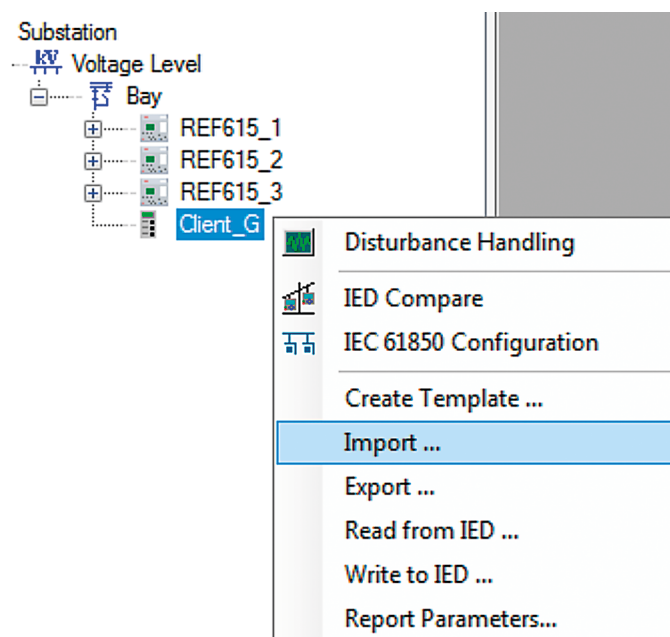 Substation
kV Voltage Level
Bay
REF615_1
REF615_2
REF615_3
Client_G
Disturbance Handling
IED Compare
IEC 61850 Configuration
Create Template ...
Import ...
Export ...
Read from IED ...
Write to IED ...
Report Parameters...